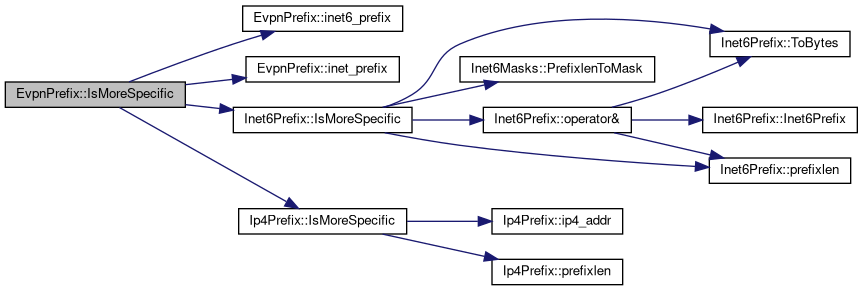 EvpnPrefix::inet6_prefix
EvpnPrefix::inet_prefix
EvpnPrefix::IsMoreSpecific
Inet6Prefix::IsMoreSpecific
Inet6Masks::PrefixlenToMask
Inet6Prefix::operator&
Inet6Prefix::ToBytes
Inet6Prefix::Inet6Prefix
Inet6Prefix::prefixlen
Ip4Prefix::IsMoreSpecific
Ip4Prefix::ip4_addr
Ip4Prefix::prefixlen